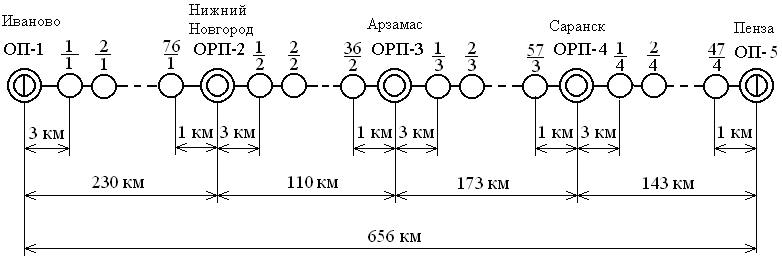 Иваново
Нижний
Новгород
Арзамас
Саранск
Пенза
ОП-1
ОРП-2
ОРП-3
ОРП-4
ОП-5
1/1 2/1 76/1 1/2 2/2 36/2 1/3 2/3 57/3 1/4 2/4 47/4
3 км 1 км 3 км 1 км 3 км 1 км 3 км 1 км
230 км 110 км 173 км 143 км
656 км